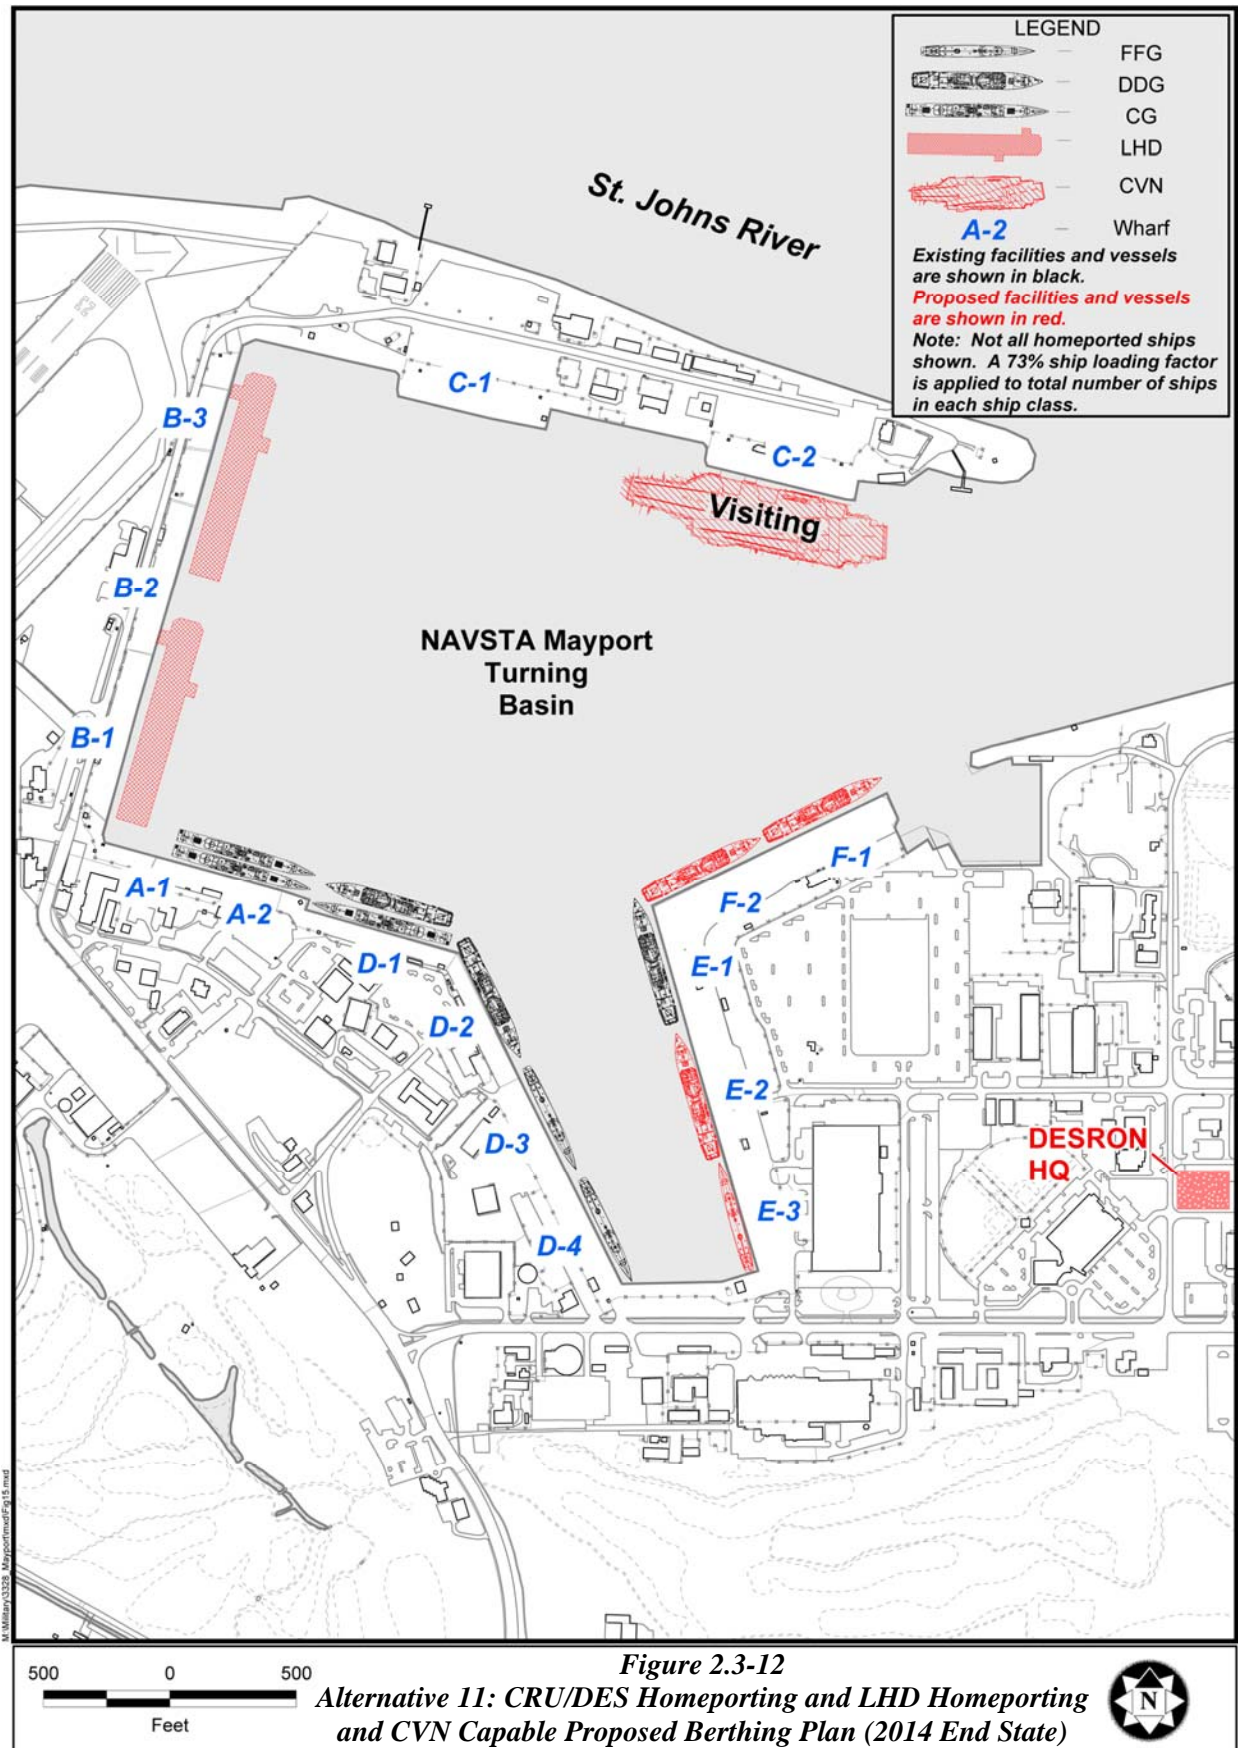 LEGEND
FFG
DDG
CG
LHD
CVN
A-2 Wharf
Existing facilities and vessels
are shown in black.
Proposed facilities and vessels
are shown in red.
Note: Not all homeported ships
shown. A 73% ship loading factor
is applied to total number of ships
in each ship class.
St. Johns River
C-1
B-3
C-2
Visiting
B-2
NAVSTA Mayport
Turning
Basin
B-1
F-1
A-1
F-2
A-2
D-1
E-1
D-2
E-2
D-3
DESRON
HQ
E-3
D-4
M:\Military\3328_Mayport\mxd\Fig15.mxd
500 0 500
Feet
Figure 2.3-12
Alternative 11: CRU/DES Homeporting and LHD Homeporting
and CVN Capable Proposed Berthing Plan (2014 End State)
N